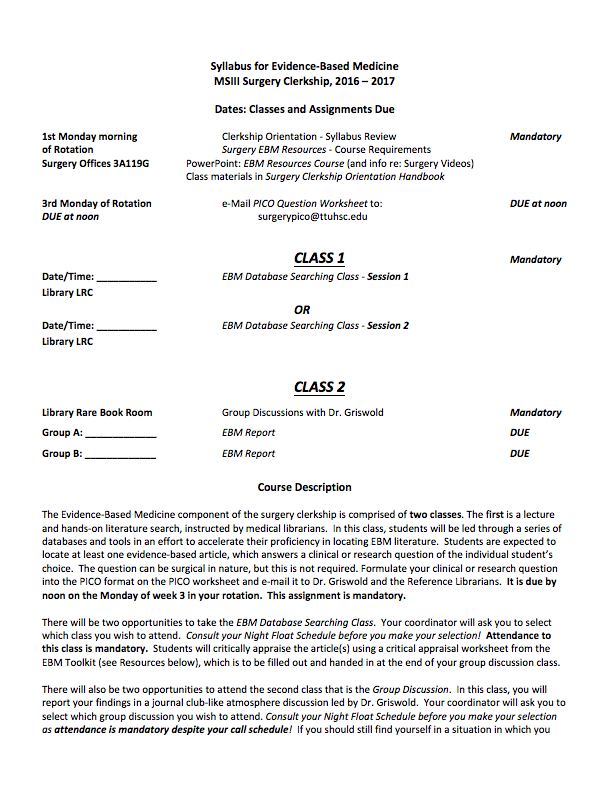 Syllabus for Evidence-Based Medicine
MSIII Surgery Clerkship, 2016 – 2017
Dates: Classes and Assignments Due
1st Monday morning Clerkship Orientation - Syllabus Review Mandatory
of Rotation Surgery EBM Resources - Course Requirements
Surgery Offices 3A119G PowerPoint: EBM Resources Course (and info re: Surgery Videos)
Class materials in Surgery Clerkship Orientation Handbook
3rd Monday of Rotation e-Mail PICO Question Worksheet to: DUE at noon
DUE at noon surgerypico@ttuhsc.edu
CLASS 1 Mandatory
Date/Time: ___________ EBM Database Searching Class - Session 1
Library LRC
OR
Date/Time: ___________ EBM Database Searching Class - Session 2
Library LRC
CLASS 2
Library Rare Book Room Group Discussions with Dr. Griswold Mandatory
Group A: _____________ EBM Report DUE
Group B: _____________ EBM Report DUE
Course Description
The Evidence-Based Medicine component of the surgery clerkship is comprised of two classes. The first is a lecture
and hands-on literature search, instructed by medical librarians. In this class, students will be led through a series of
databases and tools in an effort to accelerate their proficiency in locating EBM literature. Students are expected to
locate at least one evidence-based article, which answers a clinical or research question of the individual student's
choice. The question can be surgical in nature, but this is not required. Formulate your clinical or research question
into the PICO format on the PICO worksheet and e-mail it to Dr. Griswold and the Reference Librarians. It is due by
noon on the Monday of week 3 in your rotation. This assignment is mandatory.
There will be two opportunities to take the EBM Database Searching Class. Your coordinator will ask you to select
which class you wish to attend. Consult your Night Float Schedule before you make your selection! Attendance to
this class is mandatory. Students will critically appraise the article(s) using a critical appraisal worksheet from the
EBM Toolkit (see Resources below), which is to be filled out and handed in at the end of your group discussion class.
There will also be two opportunities to attend the second class that is the Group Discussion. In this class, you will
report your findings in a journal club-like atmosphere discussion led by Dr. Griswold. Your coordinator will ask you to
select which group discussion you wish to attend. Consult your Night Float Schedule before you make your selection
as attendance is mandatory despite your call schedule! If you should still find yourself in a situation in which you